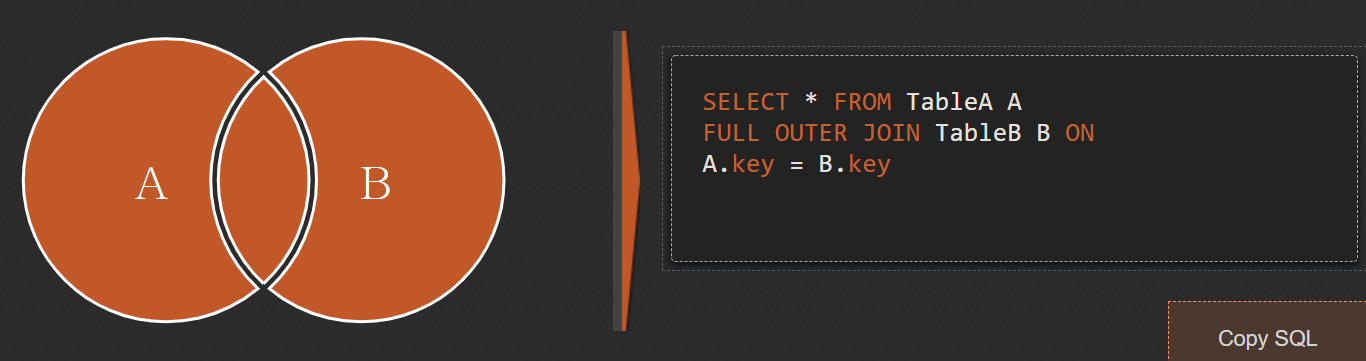 A
B
SELECT * FROM TableA A
FULL OUTER JOIN TableB B ON
A.key = B.key
Copy SQL